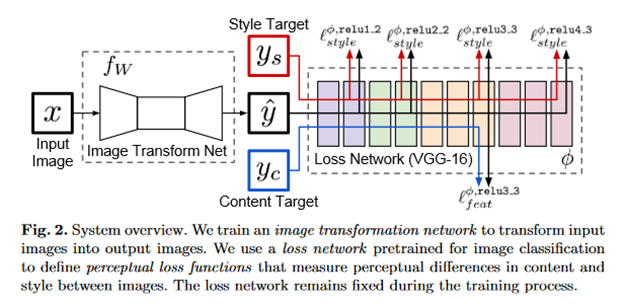 Style Target
y_s
ℓ^{ϕ,relu1_2}_{style} ℓ^{ϕ,relu2_2}_{style} ℓ^{ϕ,relu3_3}_{style} ℓ^{ϕ,relu4_3}_{style}
f_W
x
ŷ
Input
Image
Image Transform Net
y_c
Content Target
Loss Network (VGG-16)
ϕ
ℓ^{ϕ,relu3_3}_{feat}
Fig. 2. System overview. We train an image transformation network to transform input
images into output images. We use a loss network pretrained for image classification
to define perceptual loss functions that measure perceptual differences in content and
style between images. The loss network remains fixed during the training process.